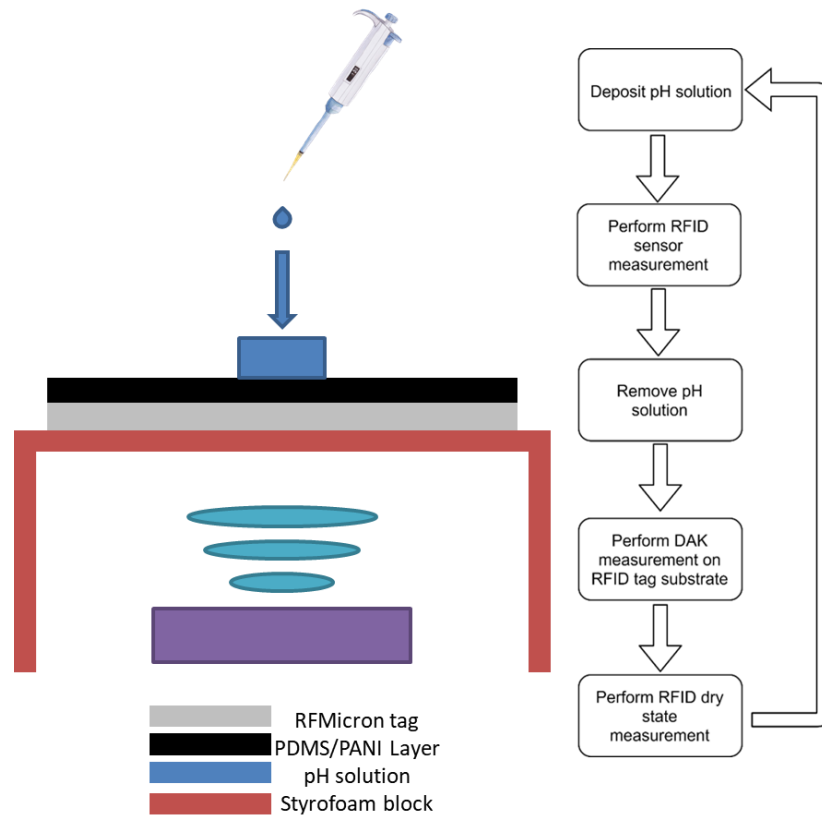 Deposit pH solution
Perform RFID
sensor
measurement
Remove pH
solution
Perform DAK
measurement on
RFID tag substrate
Perform RFID dry
state
measurement
RFMicron tag
PDMS/PANI Layer
pH solution
Styrofoam block